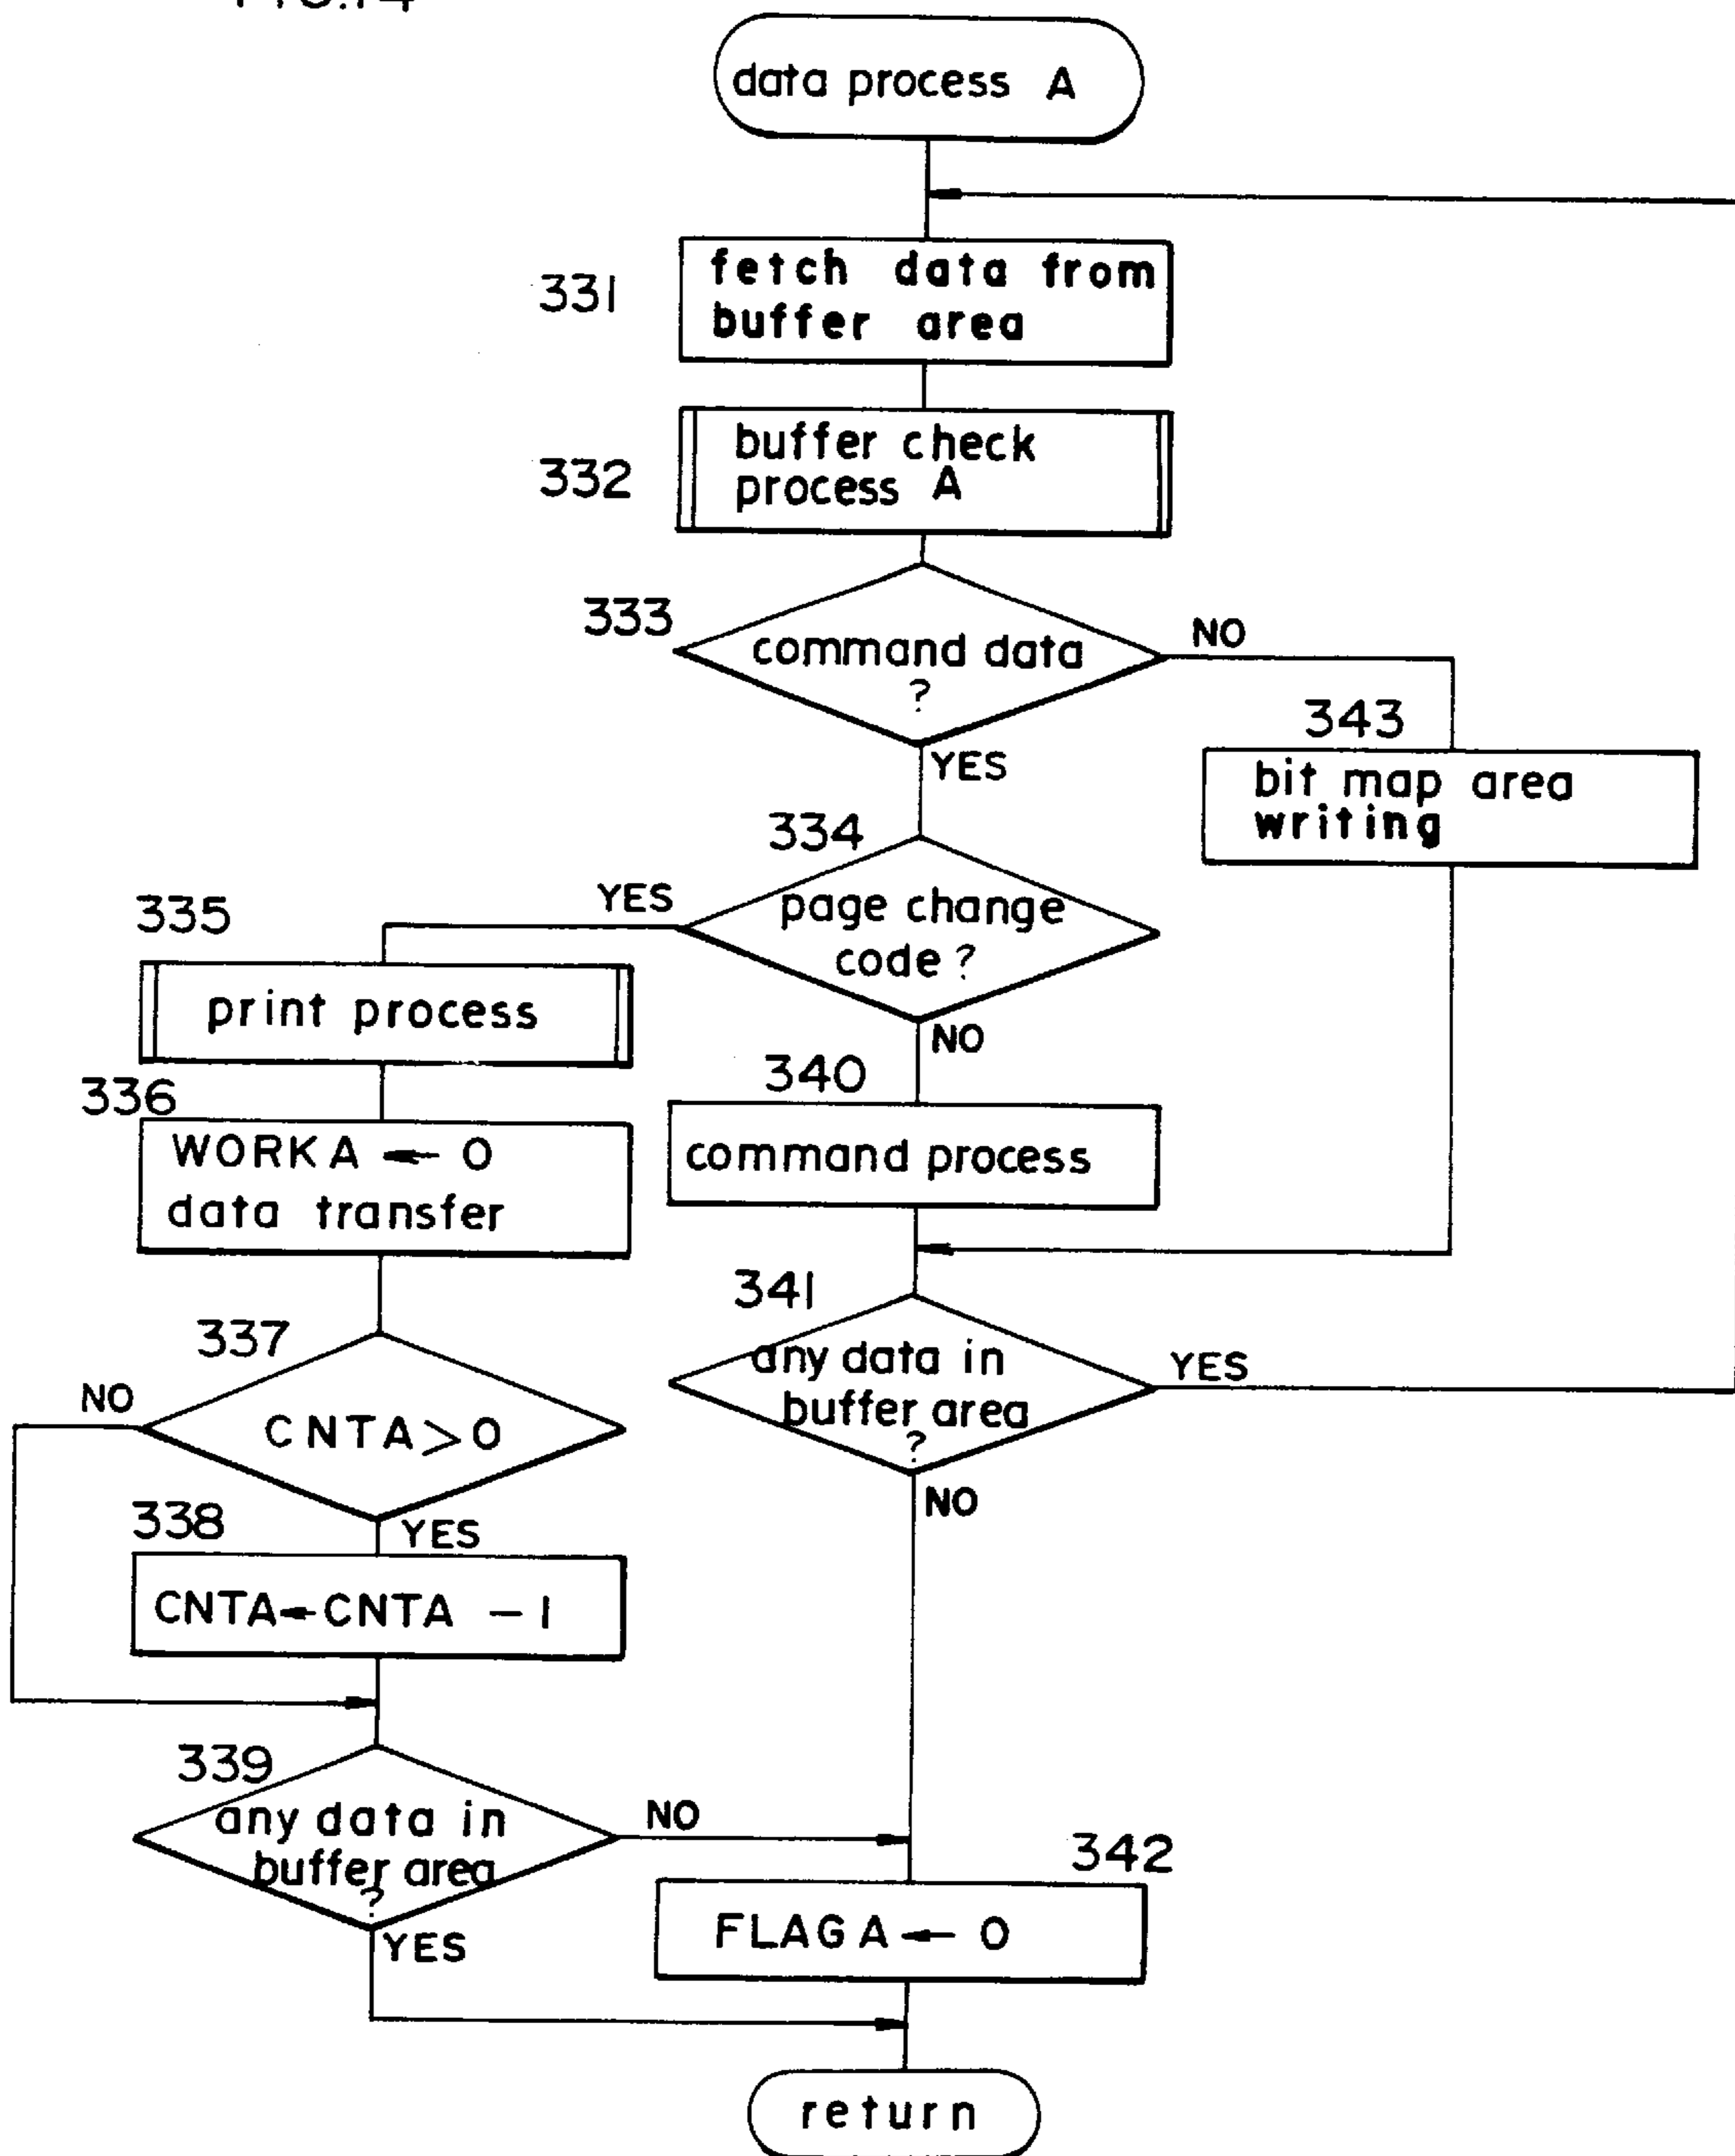 FIG.14
data process A
331
fetch data from
buffer area
332
buffer check
process A
333
command data
?
NO
YES
343
bit map area
writing
334
page change
code ?
YES
NO
335
print process
336
WORKA ← 0
data transfer
340
command process
341
any data in
buffer area
?
YES
NO
337
CNTA>0
NO
YES
338
CNTA←CNTA -1
339
any data in
buffer area
?
NO
YES
342
FLAGA ← 0
return